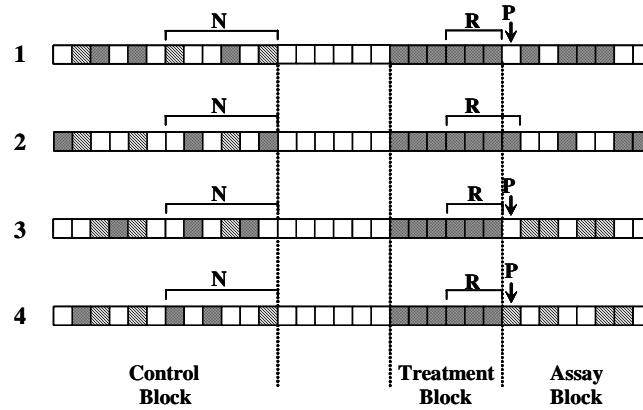 N R P
1
N R
2
N R P
3
N R P
4
Control Block
Treatment Block
Assay Block